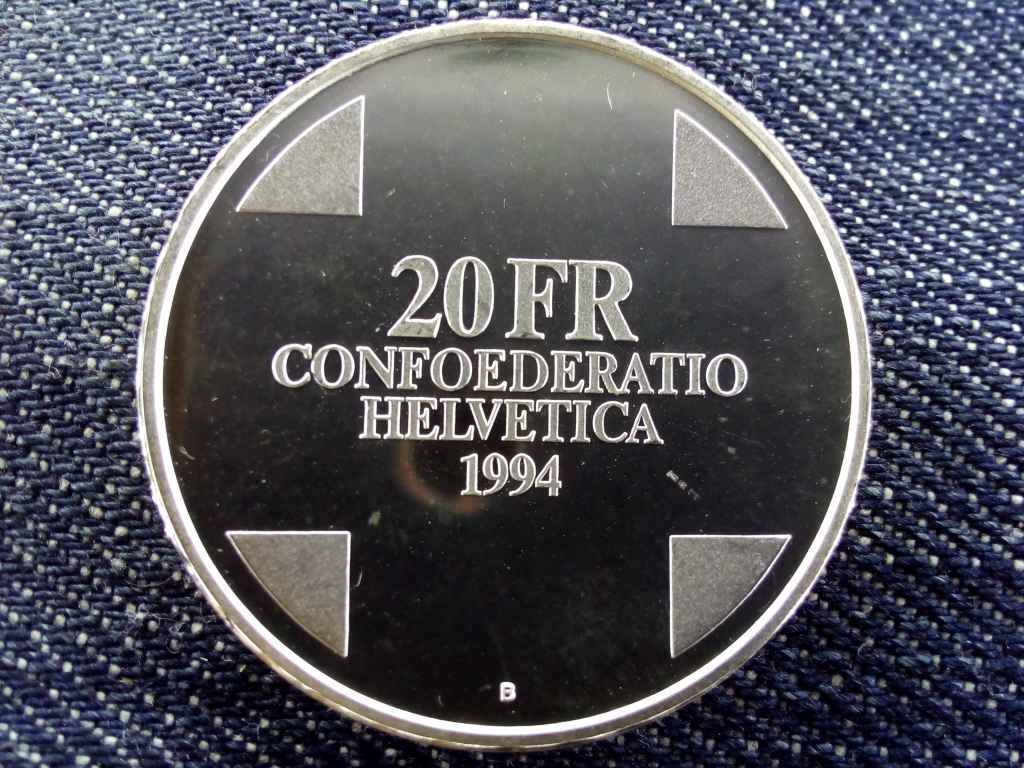 20 FR
CONFOEDERATIO
HELVETICA
1994
B